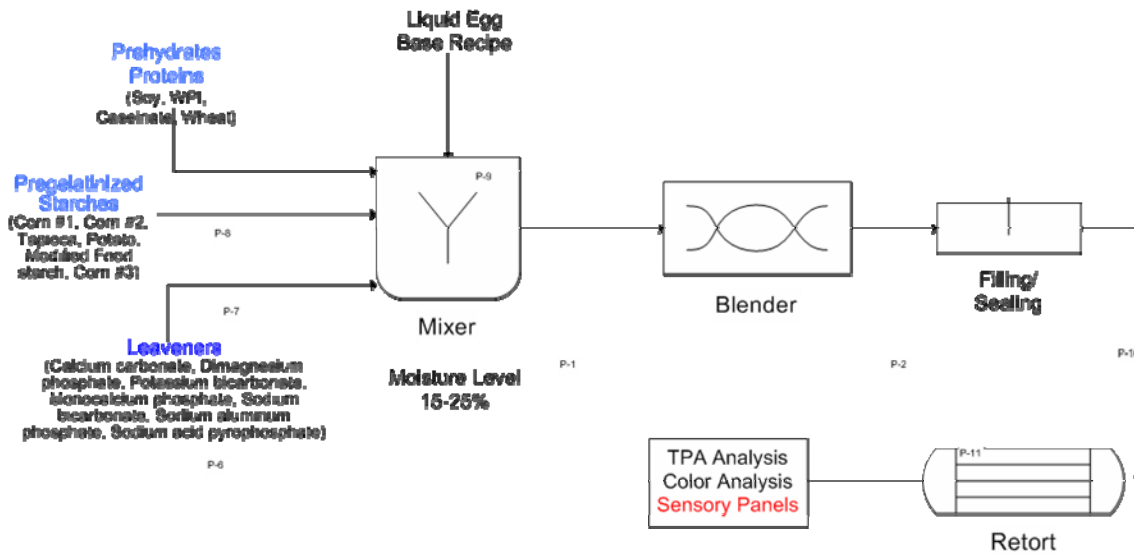 Liquid Egg
Base Recipe
Prehydrates
Proteins
(Soy, WPI,
Caseinate, Wheat)
P-9
Pregelatinized
Starches
(Corn #1, Corn #2,
Tapioca, Potato,
Modified Food
starch, Corn #3)
P-8
P-7
Mixer
Blender
Filling/
Sealing
Leaveners
(Calcium carbonate, Dimagnesium
phosphate, Potassium bicarbonate,
Monocalcium phosphate, Sodium
bicarbonate, Sodium aluminum
phosphate, Sodium acid pyrophosphate)
P-6
Moisture Level
15-25%
P-1
P-2
P-10
TPA Analysis
Color Analysis
Sensory Panels
P-11
Retort